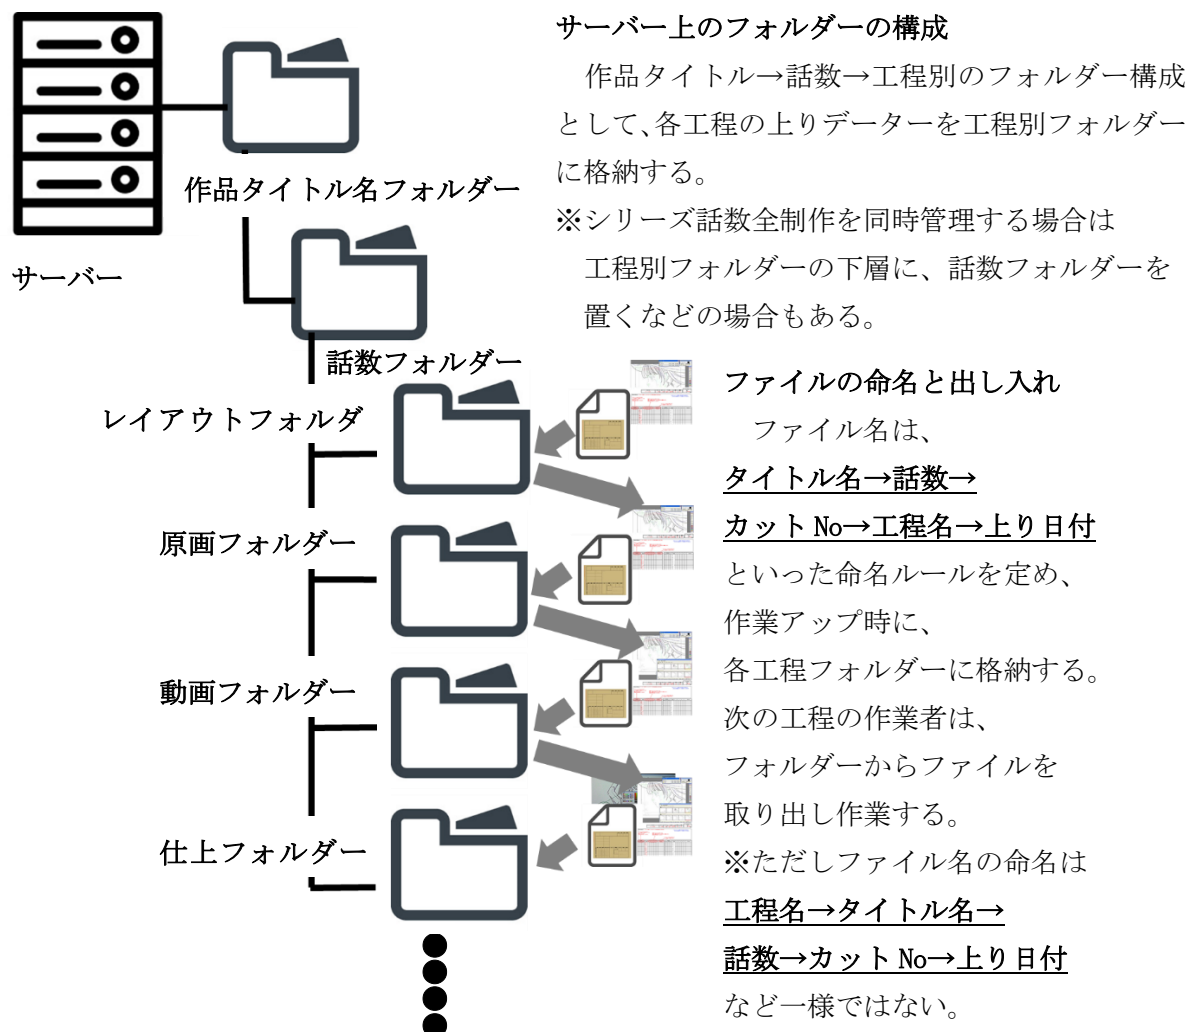 サーバー上のフォルダーの構成
作品タイトル→話数→工程別のフォルダー構成
として、各工程の上りデーターを工程別フォルダー
に格納する。
※シリーズ話数全制作を同時管理する場合は
工程別フォルダーの下層に、話数フォルダーを
置くなどの場合もある。
作品タイトル名フォルダー
サーバー
話数フォルダー
レイアウトフォルダ
原画フォルダー
動画フォルダー
仕上フォルダー
ファイルの命名と出し入れ
ファイル名は、
タイトル名→話数→
カット No→工程名→上り日付
といった命名ルールを定め、
作業アップ時に、
各工程フォルダーに格納する。
次の工程の作業者は、
フォルダーからファイルを
取り出し作業する。
※ただしファイル名の命名は
工程名→タイトル名→
話数→カット No→上り日付
など一様ではない。